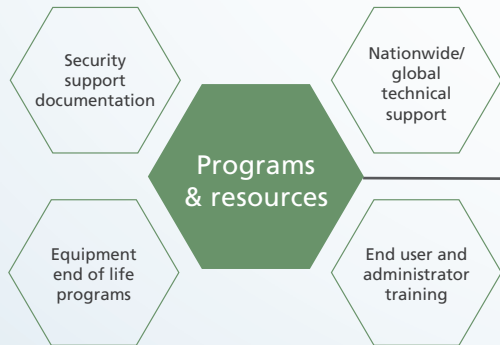 Security
support
documentation
Nationwide/
global
technical
support
Programs
& resources
Equipment
end of life
programs
End user and
administrator
training